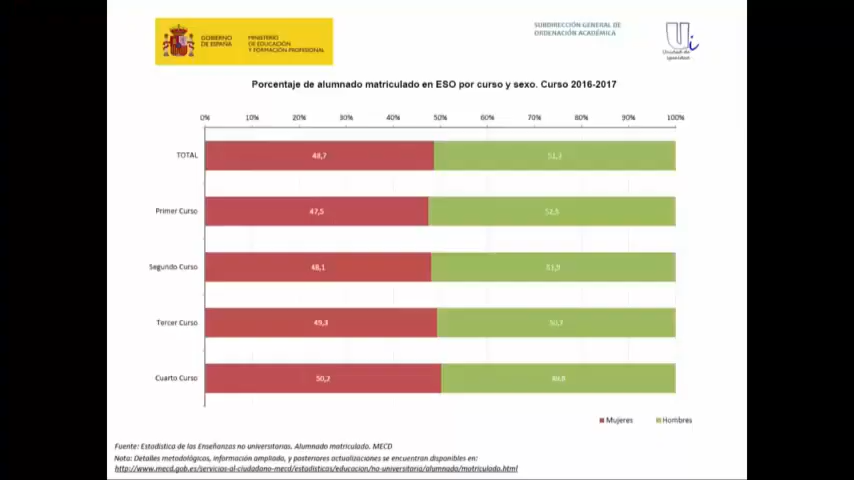 GOBIERNO
DE ESPAÑA
MINISTERIO
DE EDUCACIÓN
Y FORMACIÓN PROFESIONAL
SUBDIRECCIÓN GENERAL DE
ORDENACIÓN ACADÉMICA
Unidad de
igualdad
Porcentaje de alumnado matriculado en ESO por curso y sexo. Curso 2016-2017
0% 10% 20% 30% 40% 50% 60% 70% 80% 90% 100%
TOTAL 48,7 51,3
Primer Curso 47,5 52,5
Segundo Curso 48,1 51,9
Tercer Curso 49,3 50,7
Cuarto Curso 50,2
Mujeres Hombres
Fuente: Estadística de las Enseñanzas no universitarias. Alumnado matriculado. MECD
Nota: Detalles metodológicos, información ampliada, y posteriores actualizaciones se encuentran disponibles en:
http://www.mecd.gob.es/servicios-al-ciudadano-mecd/estadisticas/educacion/no-universitaria/alumnado/matriculado.html